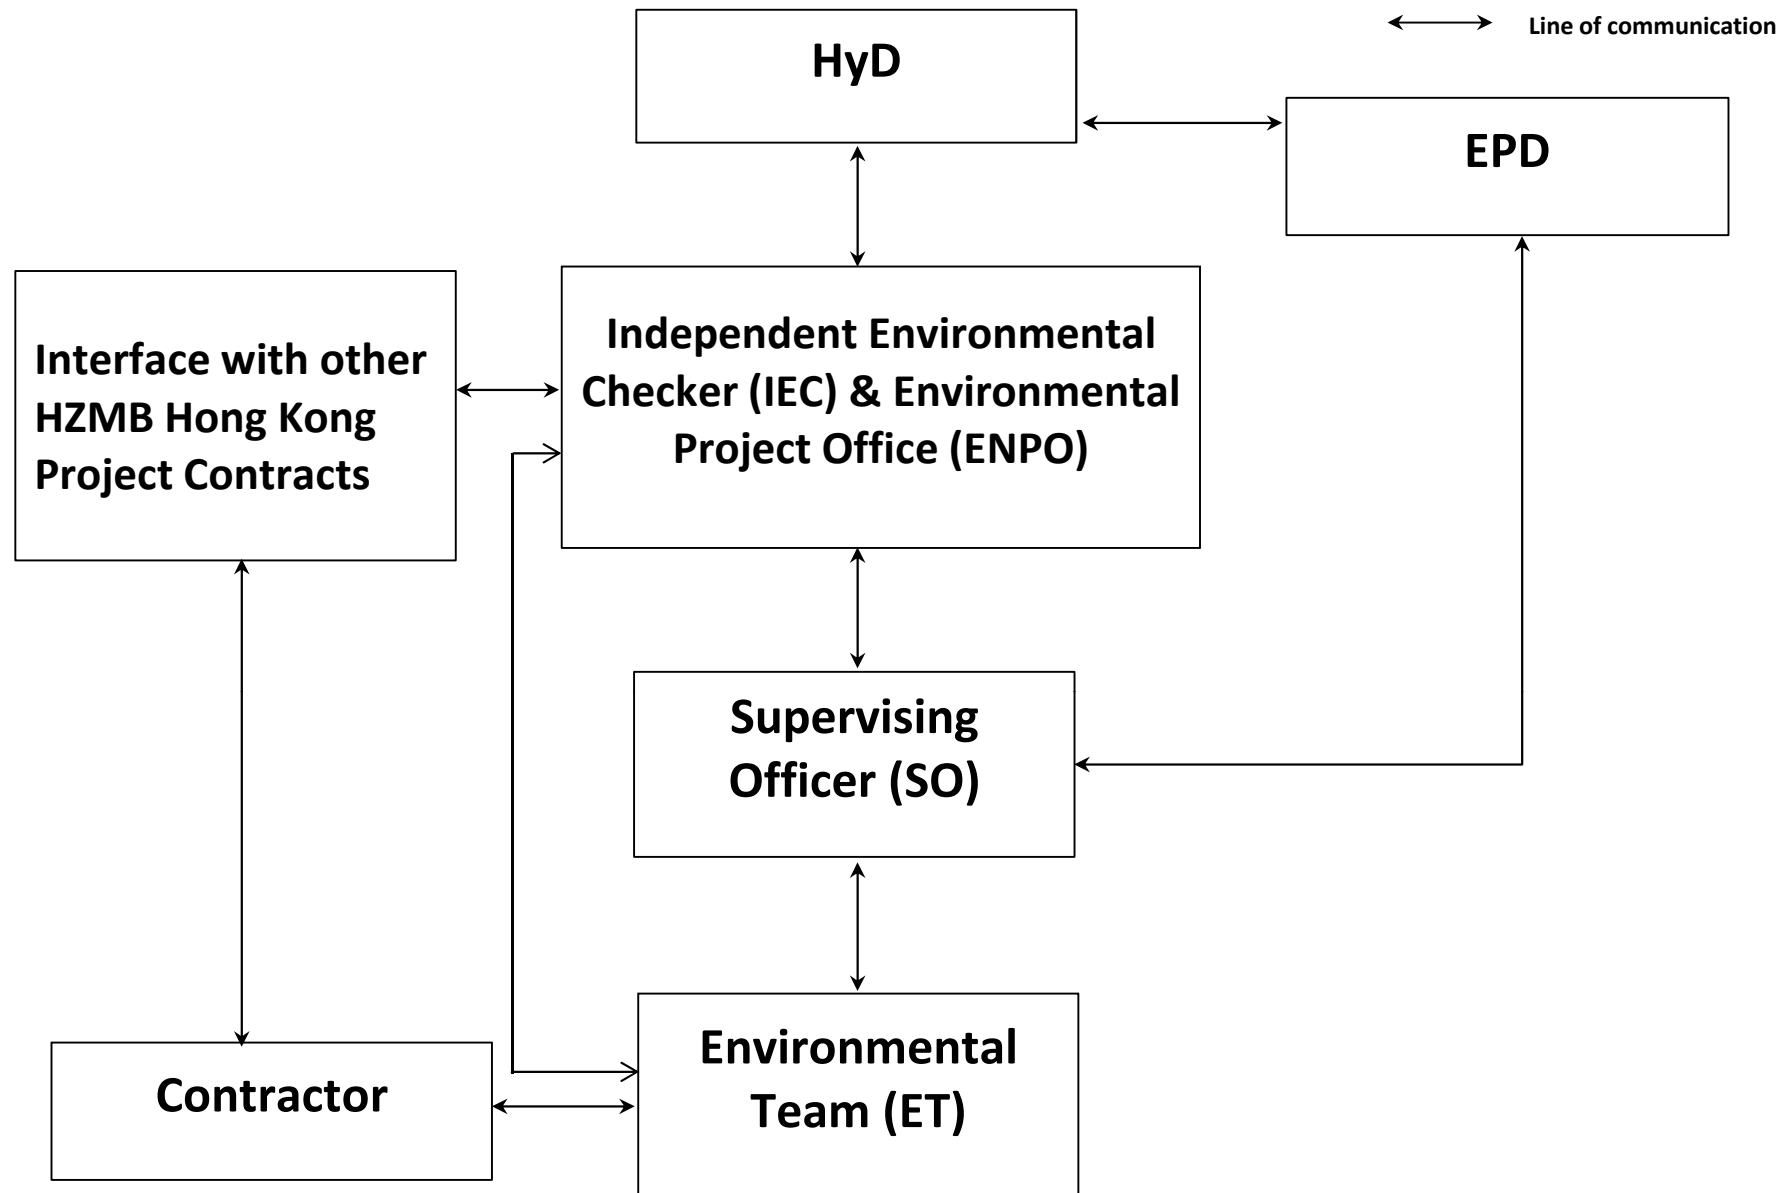 Line of communication
HyD
EPD
Independent Environmental
Checker (IEC) & Environmental
Project Office (ENPO)
Interface with other
HZMB Hong Kong
Project Contracts
Supervising
Officer (SO)
Environmental
Team (ET)
Contractor